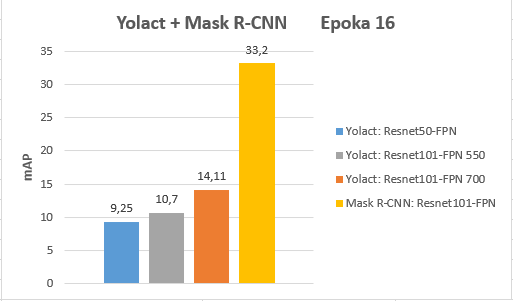 Yolact + Mask R-CNN Epoka 16
35
30
25
20
15
10
5
0
mAP
9,25
10,7
14,11
33,2
Yolact: Resnet50-FPN
Yolact: Resnet101-FPN 550
Yolact: Resnet101-FPN 700
Mask R-CNN: Resnet101-FPN